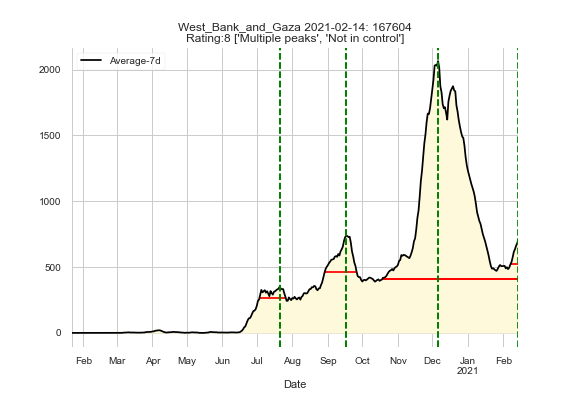 West_Bank_and_Gaza 2021-02-14: 167604
Rating:8 ['Multiple peaks', 'Not in control']
Average-7d
2000
1500
1000
500
0
Feb Mar Apr May Jun Jul Aug Sep Oct Nov Dec Jan Feb
2021
Date